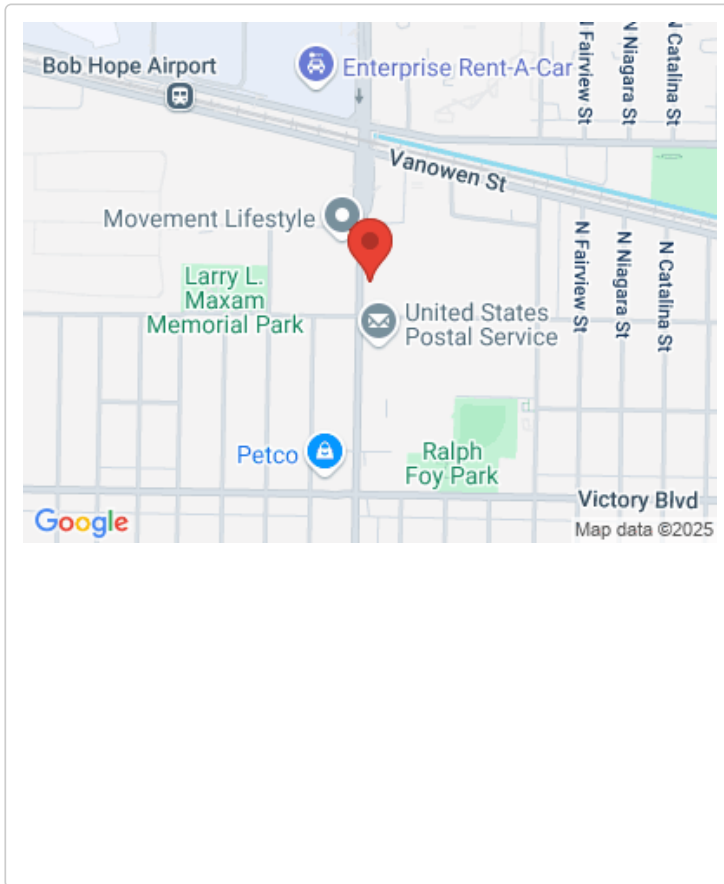 Bob Hope Airport
Enterprise Rent-A-Car
N Fairview St
N Niagara St
N Catalina St
Vanowen St
Movement Lifestyle
Larry L.
Maxam
Memorial Park
United States
Postal Service
N Fairview St
N Niagara St
N Catalina St
Petco
Ralph
Foy Park
Victory Blvd
Google
Map data ©2025